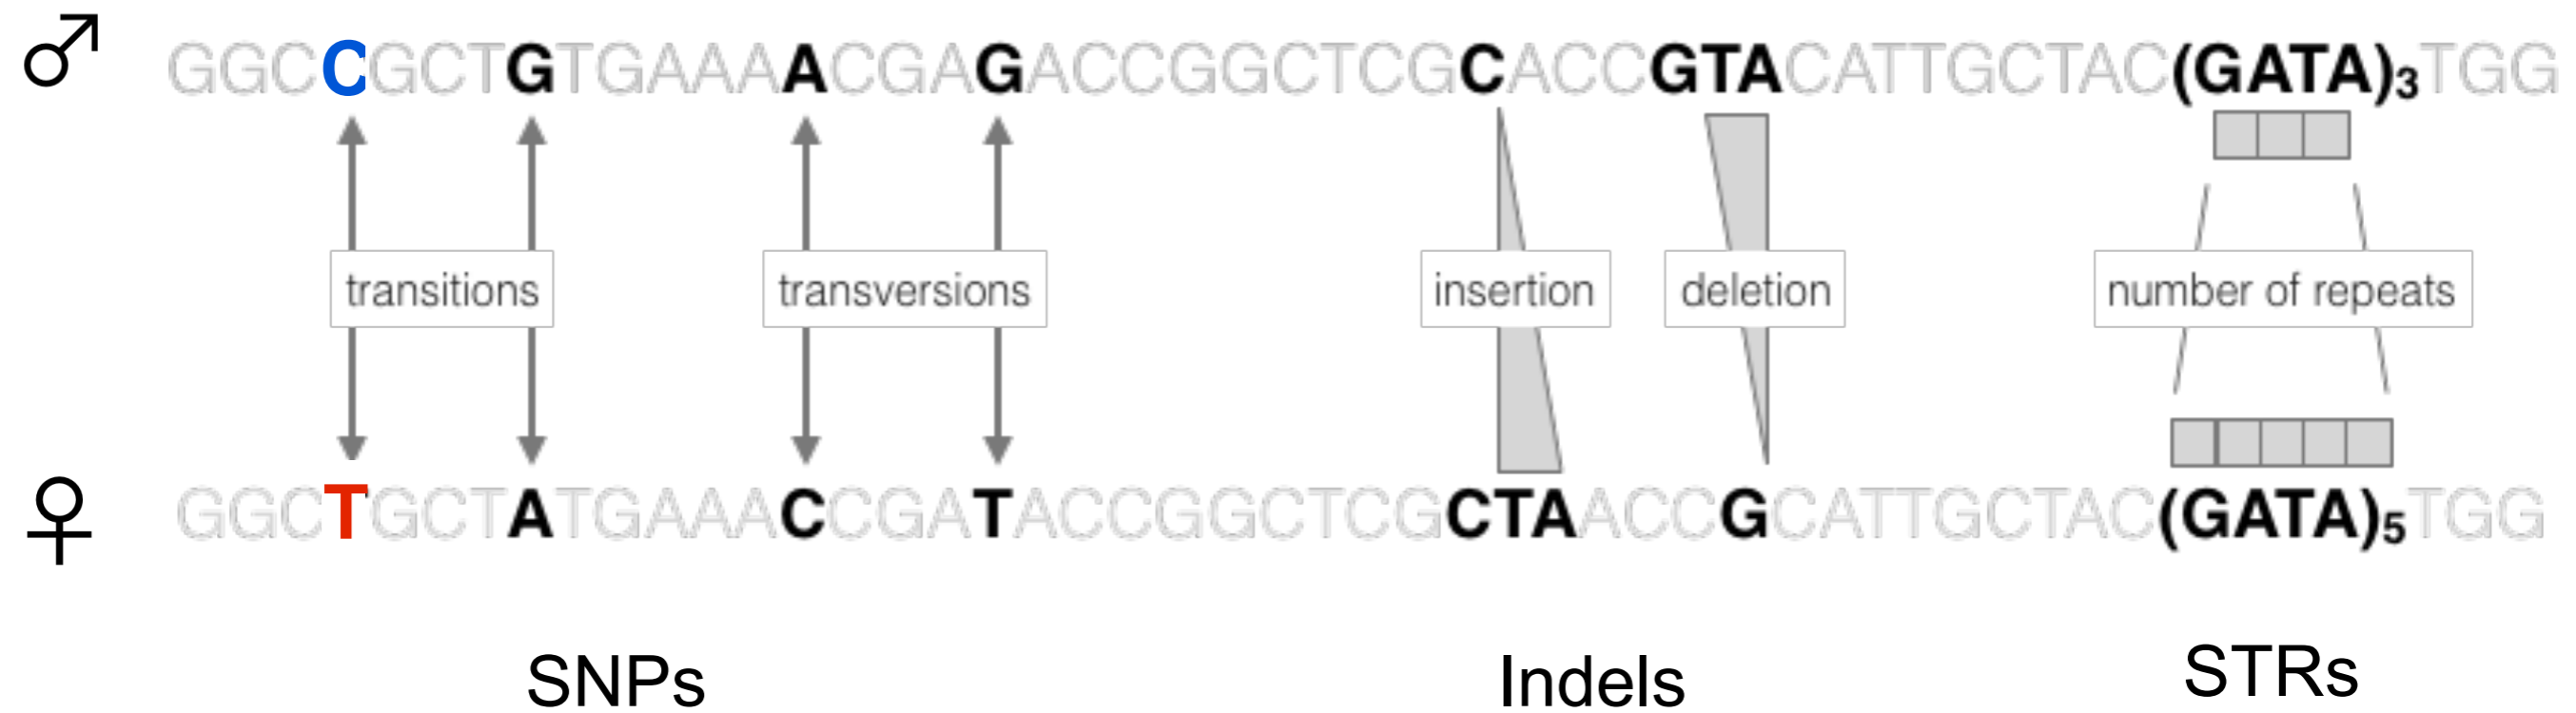 ♂ GGCCGCTGTGAAAACGAGACCGGCTCGCACCGTACATTGCTAC(GATA)₃TGG
transitions transversions insertion deletion number of repeats
♀ GGCTGCTATGAAACCGATACCGGCTCGCTAACCGCATTGCTAC(GATA)₅TGG
SNPs Indels STRs